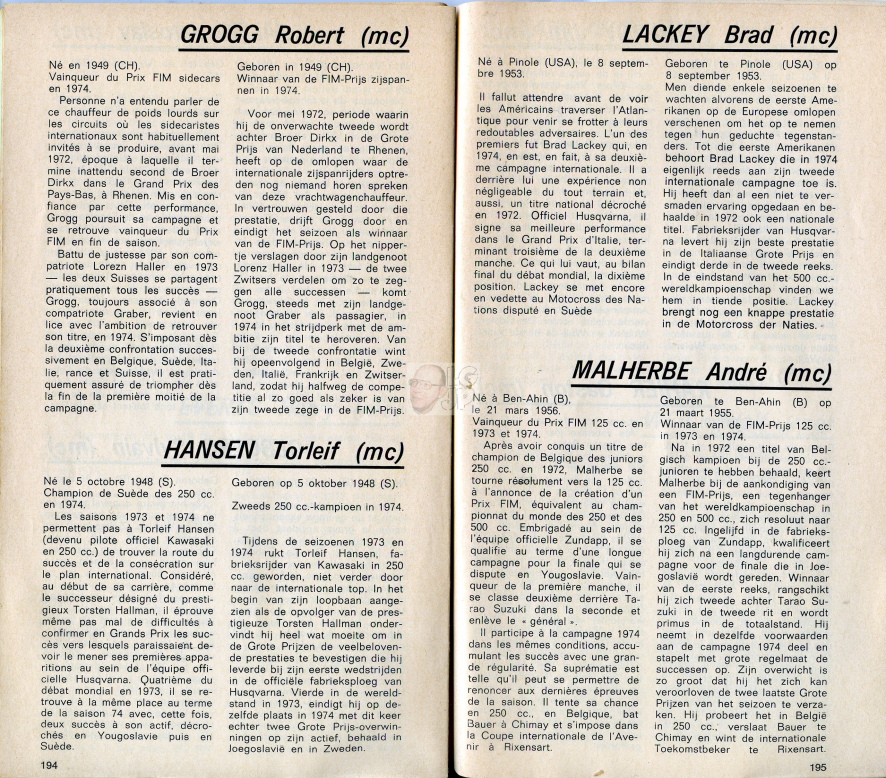 GROGG Robert (mc)
Né en 1949 (CH).
Vainqueur du Prix FIM sidecars
en 1974.
Personne n'a entendu parler de
ce chauffeur de poids lourds sur
les circuits où les sidecaristes
internationaux sont habituellement
invités à se produire, avant mai
1972, époque à laquelle il ter-
mine inattendu second de Broer
Dirkx dans le Grand Prix des
Pays-Bas, à Rhenen. Mis en con-
fiance par cette performance,
Grogg poursuit sa campagne et
se retrouve vainqueur du Prix
FIM en fin de saison.
Battu de justesse par son com-
patriote Lorezn Haller en 1973
— les deux Suisses se partagent
pratiquement tous les succès —
Grogg, toujours associé à son
compatriote Graber, revient en
lice avec l'ambition de retrouver
son titre, en 1974. S'imposant dès
la deuxième confrontation succes-
sivement en Belgique, Suède, Ita-
lie, rance et Suisse, il est prati-
quement assuré de triompher dès
la fin de la première moitié de la
campagne.
Geboren in 1949 (CH).
Winnaar van de FIM-Prijs zijspan-
nen in 1974.
Voor mei 1972, periode waarin
hij de onverwachte tweede wordt
achter Broer Dirkx in de Grote
Prijs van Nederland te Rhenen,
heeft op de omlopen waar de
internationale zijspanrijders optre-
den nog niemand horen spreken
van deze vrachtwagenchauffeur.
In vertrouwen gesteld door die
prestatie, drijft Grogg door en
eindigt het seizoen als winnaar
van de FIM-Prijs. Op het nipper-
tje verslagen door zijn landgenoot
Lorenz Haller in 1973 — de twee
Zwitsers verdelen om zo te zeg-
gen alle successen — komt
Grogg, steeds met zijn landge-
noot Graber als passagier, in
1974 in het strijdperk met de am-
bitie zijn titel te heroveren. Van
bij de tweede confrontatie wint
hij opeenvolgend in België, Zwe-
den, Italië, Frankrijk en Zwitser-
land, zodat hij halfweg de compe-
titie al zo goed als zeker is van
zijn tweede zege in de FIM-Prijs.
HANSEN Torleif (mc)
Né le 5 octobre 1948 (S).
Champion de Suède des 250 cc.
en 1974.
Les saisons 1973 et 1974 ne
permettent pas à Torleif Hansen
(devenu pilote officiel Kawasaki
en 250 cc.) de trouver la route du
succès et de la consécration sur
le plan international. Considéré,
au début de sa carrière, comme
le successeur désigné du presti-
gieux Torsten Hallman, il éprouve
même pas mal de difficultés à
confirmer en Grands Prix les suc-
cès vers lesquels paraissaient de-
voir le mener ses premières appa-
ritions au sein de l'équipe offi-
cielle Husqvarna. Quatrième du
débat mondial en 1973, il se re-
trouve à la même place au terme
de la saison 74 avec, cette fois,
deux succès à son actif, décro-
chés en Yougoslavie puis en
Suède.
Geboren op 5 oktober 1948 (S).
Zweeds 250 cc.-kampioen in 1974.
Tijdens de seizoenen 1973 en
1974 rukt Torleif Hansen, fa-
brieksrijder van Kawasaki in 250
cc. geworden, niet verder door
naar de internationale top. In het
begin van zijn loopbaan aange-
zien als de opvolger van de pres-
tigieuze Torsten Hallman onder-
vindt hij heel wat moeite om in
de Grote Prijzen de veelbeloven-
de prestaties te bevestigen die hij
leverde bij zijn eerste wedstrijden
in de officiële fabrieksploeg van
Husqvarna. Vierde in de wereld-
stand in 1973, eindigt hij op de-
zelfde plaats in 1974 met dit keer
echter twee Grote Prijs-overwin-
ningen op zijn actief, behaald in
Joegoslavië en in Zweden.
194
LACKEY Brad (mc)
Né à Pinole (USA), le 8 septem-
bre 1953.
Il fallut attendre avant de voir
les Américains traverser l'Atlan-
tique pour venir se frotter à leurs
redoutables adversaires. L'un des
premiers fut Brad Lackey qui, en
1974, en est, en fait, à sa deuxiè-
me campagne internationale. Il a
derrière lui une expérience non
négligeable du tout terrain et,
aussi, un titre national décroché
en 1972. Officiel Husqvarna, il
signe sa meilleure performance
dans le Grand Prix d'Italie, ter-
minant troisième de la deuxième
manche. Ce qui lui vaut, au bilan
final du débat mondial, la dixième
position. Lackey se met encore
en vedette au Motocross des Na-
tions disputé en Suède
Geboren te Pinole (USA) op
8 september 1953.
Men diende enkele seizoenen te
wachten alvorens de eerste Ame-
rikanen op de Europese omlopen
verschenen om het op te nemen
tegen hun geduchte tegenstan-
ders. Tot die eerste Amerikanen
behoort Brad Lackey die in 1974
eigenlijk reeds aan zijn tweede
internationale campagne toe is.
Hij heeft dan al een niet te ver-
smaden ervaring opgedaan en be-
haalde in 1972 ook een nationale
titel. Fabrieksrijder van Husqvar-
na levert hij zijn beste prestatie
in de Italiaanse Grote Prijs en
eindigt derde in de tweede reeks.
In de eindstand van het 500 cc.-
wereldkampioenschap vinden we
hem in tiende positie. Lackey
brengt nog een knappe prestatie
in de Motorcross der Naties.
MALHERBE André (mc)
Né à Ben-Ahin (B),
le 21 mars 1956.
Vainqueur du Prix FIM 125 cc. en
1973 et 1974.
Après avoir conquis un titre de
champion de Belgique des juniors
250 cc. en 1972, Malherbe se
tourne résolument vers la 125 cc.
à l'annonce de la création d'un
Prix FIM, équivalent au cham-
pionnat du monde des 250 et des
500 cc. Embrigadé au sein de
l'équipe officielle Zundapp, il se
qualifie au terme d'une longue
campagne pour la finale qui se
dispute en Yougoslavie. Vain-
queur de la première manche, il
se classe deuxième derrière Ta-
rao Suzuki dans la seconde et
enlève le « général ».
Il participe à la campagne 1974
dans les mêmes conditions, accu-
mulant les succès avec une gran-
de régularité. Sa suprématie est
telle qu'il peut se permettre de
renoncer aux dernières épreuves
de la saison. Il tente sa chance
en 250 cc., en Belgique, bat
Bauer à Chimay et s'impose dans
la Coupe internationale de l'Ave-
nir à Rixensart.
Geboren te Ben-Ahin (B) op
21 maart 1955.
Winnaar van de FIM-Prijs 125 cc.
in 1973 en 1974.
Na in 1972 een titel van Bel-
gisch kampioen bij de 250 cc.-
junioren te hebben behaald, keert
Malherbe bij de aankondiging van
een FIM-Prijs, een tegenhanger
van het wereldkampioenschap in
250 en 500 cc., zich resoluut naar
125 cc. Ingelijfd in de fabrieks-
ploeg van Zundapp, kwalificeert
hij zich na een langdurende cam-
pagne voor de finale die in Joe-
goslavië wordt gereden. Winnaar
van de eerste reeks, rangschikt
hij zich tweede achter Tarao Su-
zuki in de tweede rit en wordt
primus in de totaalstand. Hij
neemt in dezelfde voorwaarden
aan de campagne 1974 deel en
stapelt met grote regelmaat de
successen op. Zijn overwicht is
zo groot dat hij het zich kan
veroorloven de twee laatste Grote
Prijzen van het seizoen te verza-
ken. Hij probeert het in België
in 250 cc., verslaat Bauer te
Chimay en wint de internationale
Toekomstbeker te Rixensart.
195